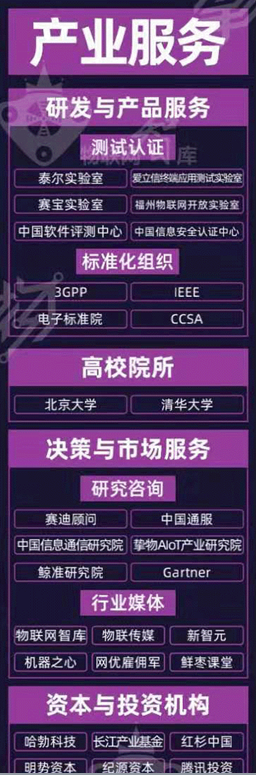 产业服务
研发与产品服务
测试认证
泰尔实验室 爱立信终端应用测试实验室
赛宝实验室 福州物联网开放实验室
中国软件评测中心 中国信息安全认证中心
标准化组织
3GPP IEEE
电子标准院 CCSA
高校院所
北京大学 清华大学
决策与市场服务
研究咨询
赛迪顾问 中国通服
中国信息通信研究院 挚物AIoT产业研究院
鲸准研究院 Gartner
行业媒体
物联网智库 物联传媒 新智元
机器之心 网优雇佣军 鲜枣课堂
资本与投资机构
哈勃科技 长江产业基金 红杉中国
明势资本 纪源资本 腾讯投资